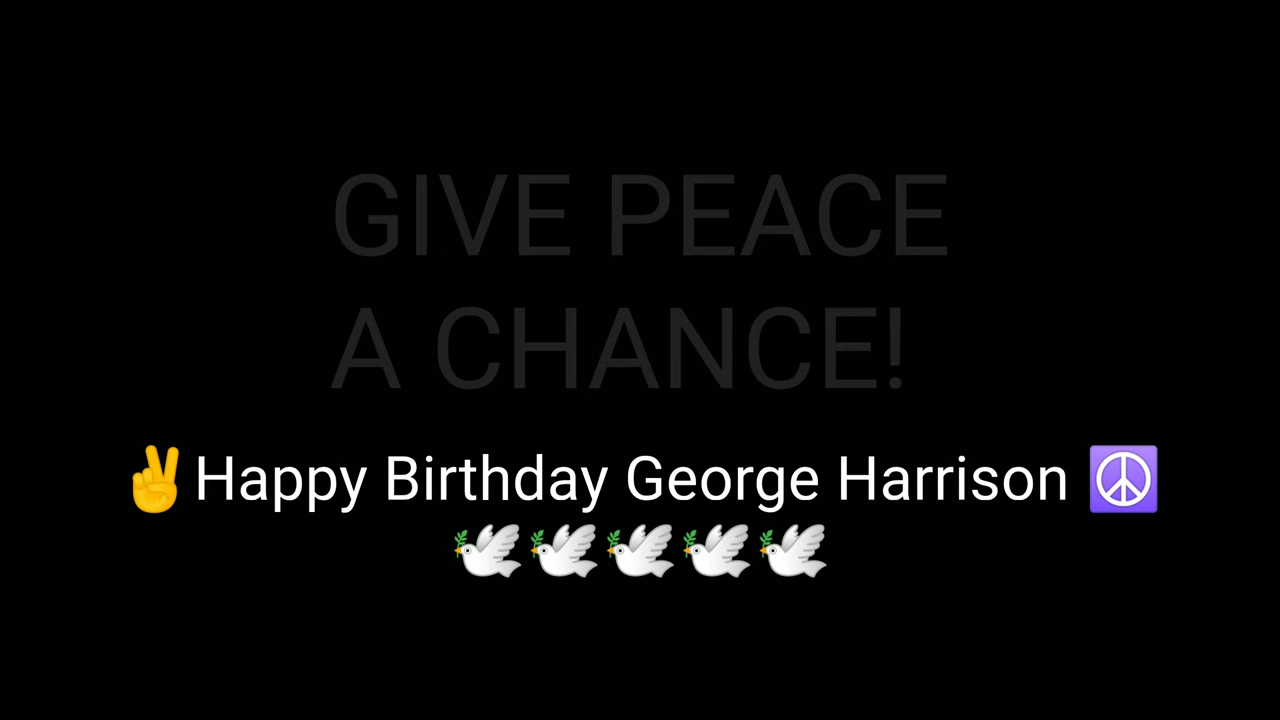 GIVE PEACE
A CHANCE!
✌️Happy Birthday George Harrison ☮️
🕊️🕊️🕊️🕊️🕊️